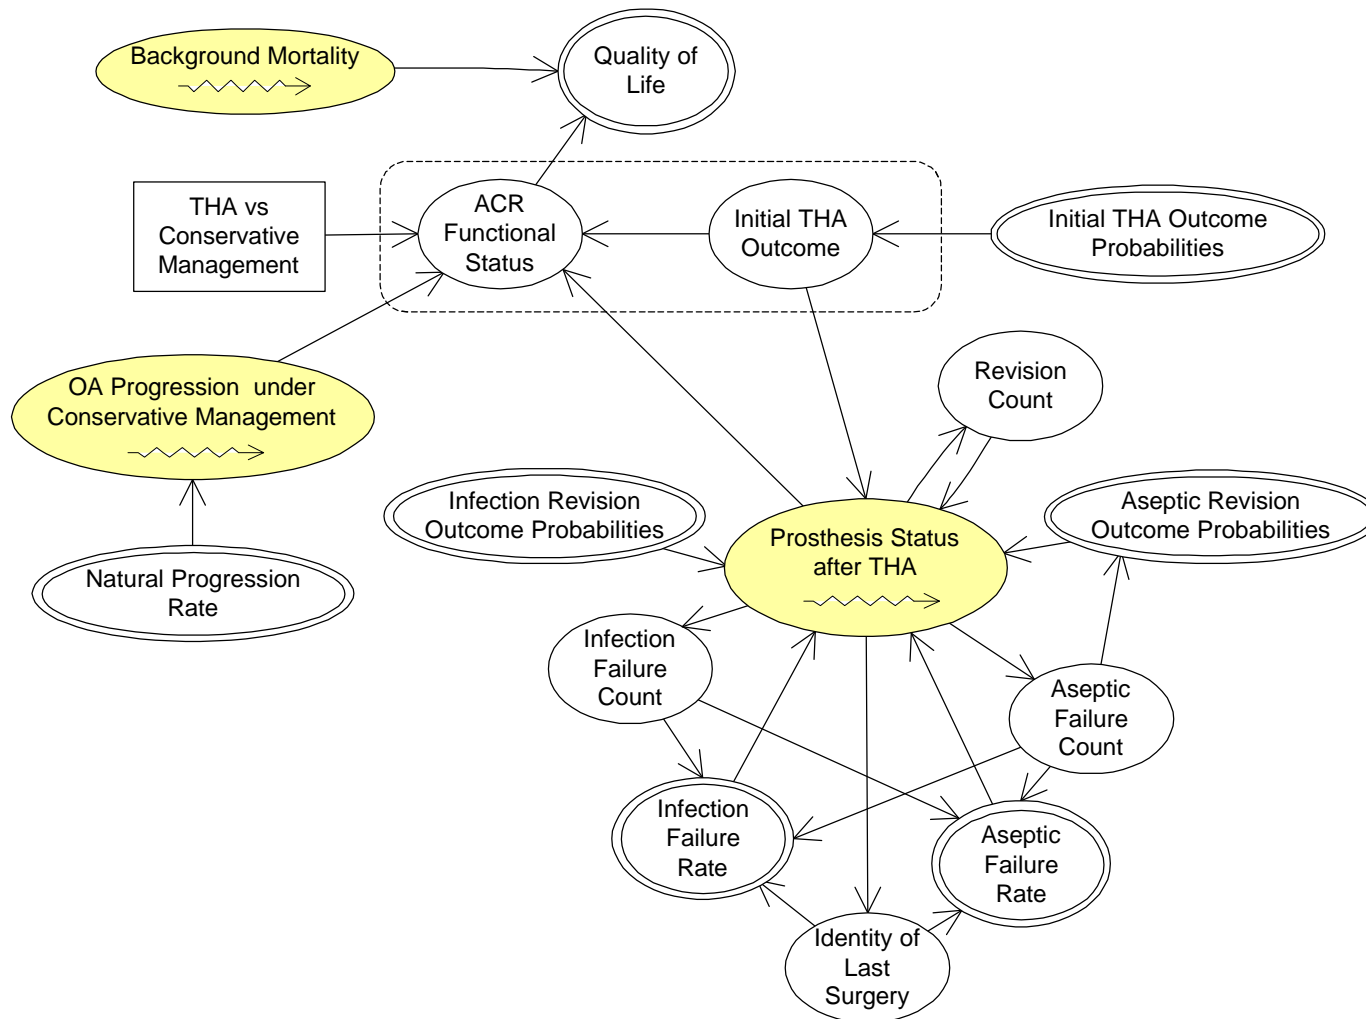 Background Mortality
Quality of
Life
THA vs
Conservative
Management
ACR
Functional
Status
Initial THA
Outcome
Initial THA Outcome
Probabilities
OA Progression under
Conservative Management
Revision
Count
Infection Revision
Outcome Probabilities
Aseptic Revision
Outcome Probabilities
Prosthesis Status
after THA
Natural Progression
Rate
Infection
Failure
Count
Aseptic
Failure
Count
Infection
Failure
Rate
Aseptic
Failure
Rate
Identity of
Last
Surgery